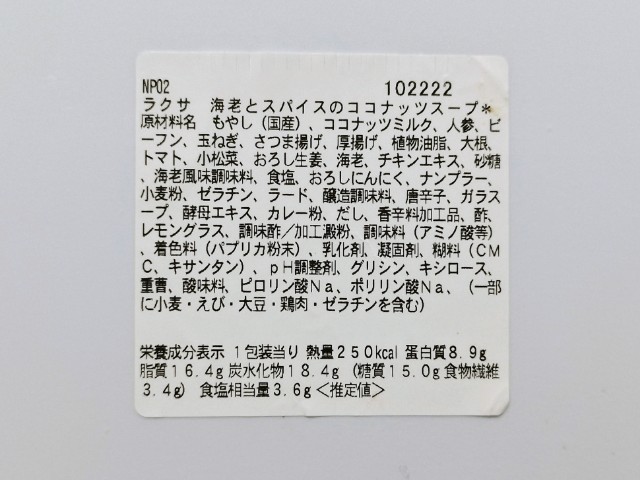 NP02 102222
ラクサ 海老とスパイスのココナッツスープ*
原材料名 もやし(国産)、ココナッツミルク、人参、ビ
ーフン、玉ねぎ、さつま揚げ、厚揚げ、植物油脂、大根、
トマト、小松菜、おろし生姜、海老、チキンエキス、砂糖
、海老風味調味料、食塩、おろしにんにく、ナンプラー、
小麦粉、ゼラチン、ラード、醸造調味料、唐辛子、ガラス
ープ、酵母エキス、カレー粉、だし、香辛料加工品、酢、
レモングラス、調味酢/加工澱粉、調味料(アミノ酸等)
、着色料(パプリカ粉末)、乳化剤、凝固剤、糊料(CM
C、キサンタン)、pH調整剤、グリシン、キシロース、
重曹、酸味料、ピロリン酸Na、ポリリン酸Na、(一部
に小麦・えび・大豆・鶏肉・ゼラチンを含む)
栄養成分表示 1包装当り 熱量250kcal 蛋白質8.9g
脂質16.4g炭水化物18.4g(糖質15.0g食物繊維
3.4g) 食塩相当量3.6g<推定値>